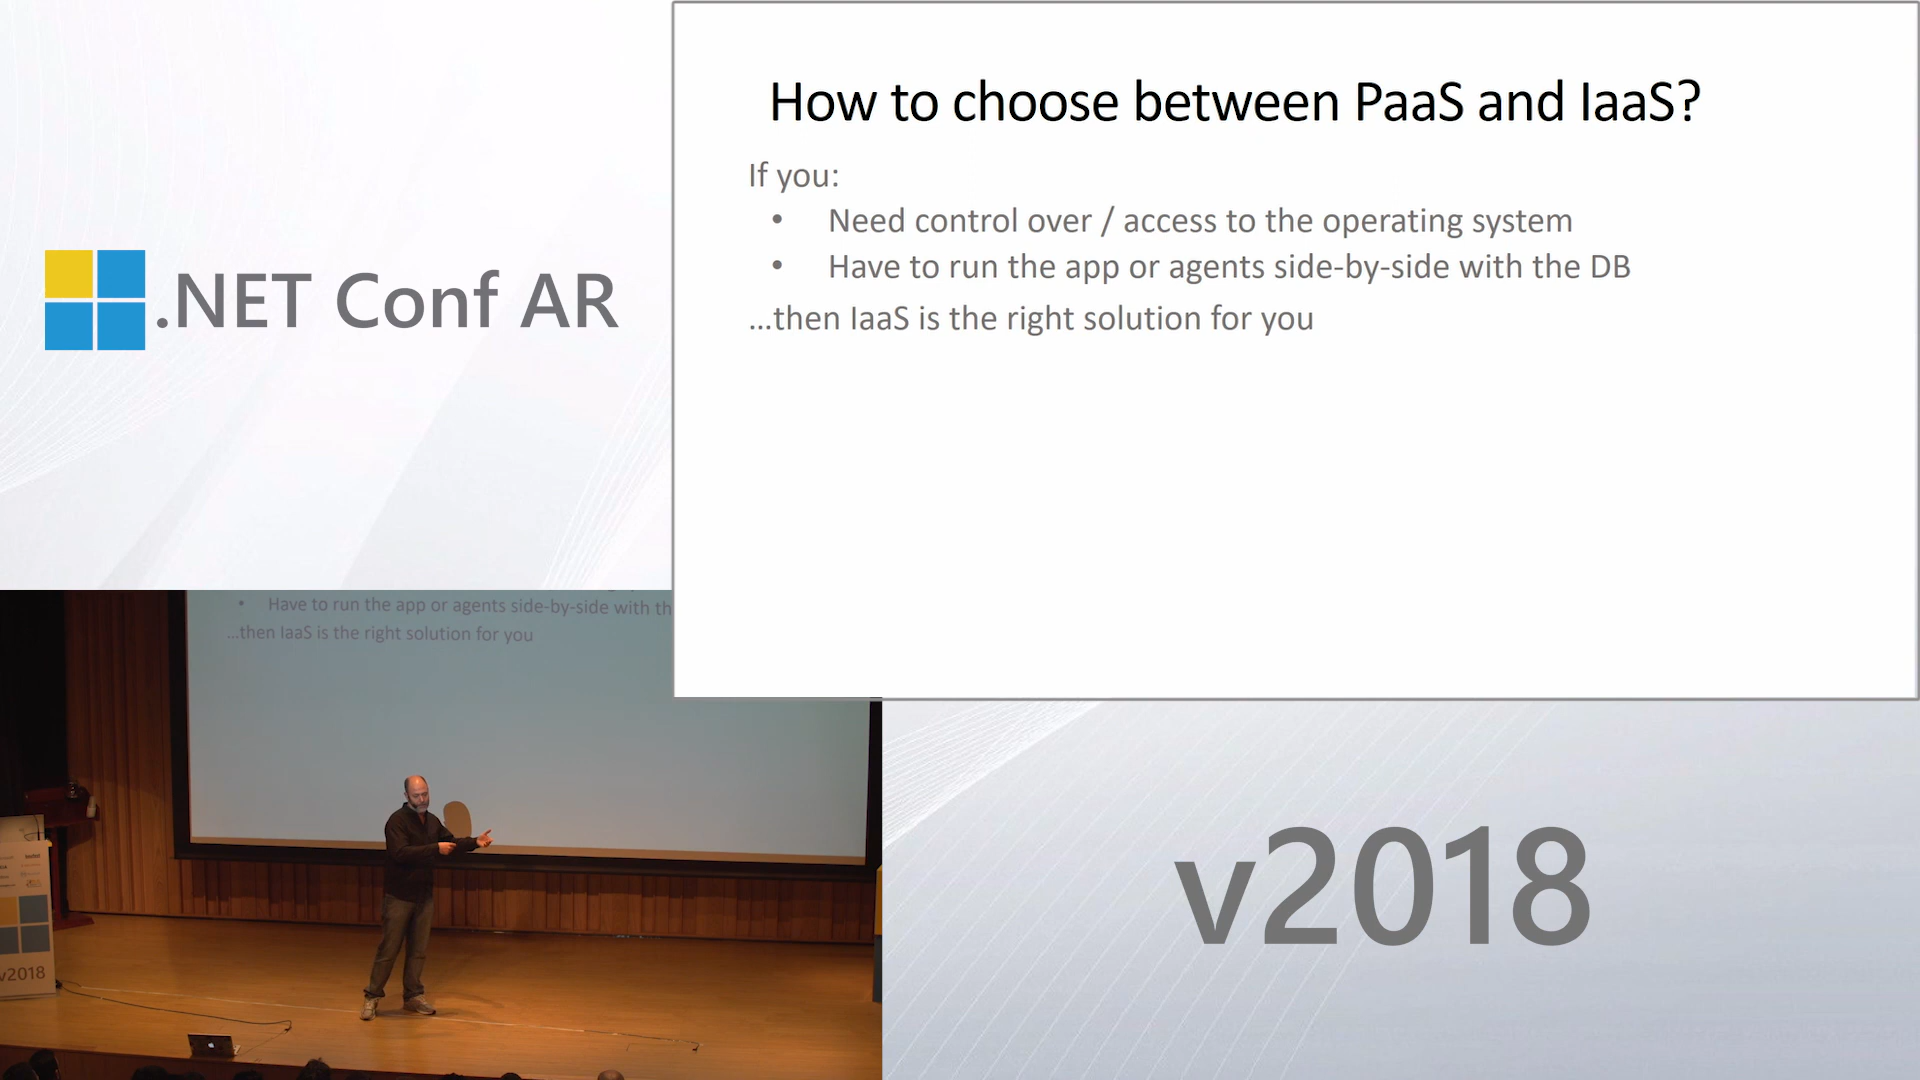 How to choose between PaaS and IaaS?
If you:
• Need control over / access to the operating system
• Have to run the app or agents side-by-side with the DB
...then IaaS is the right solution for you
.NET Conf AR
• Have to run the app or agents side-by-side with th
...then IaaS is the right solution for you
v2018
v2018